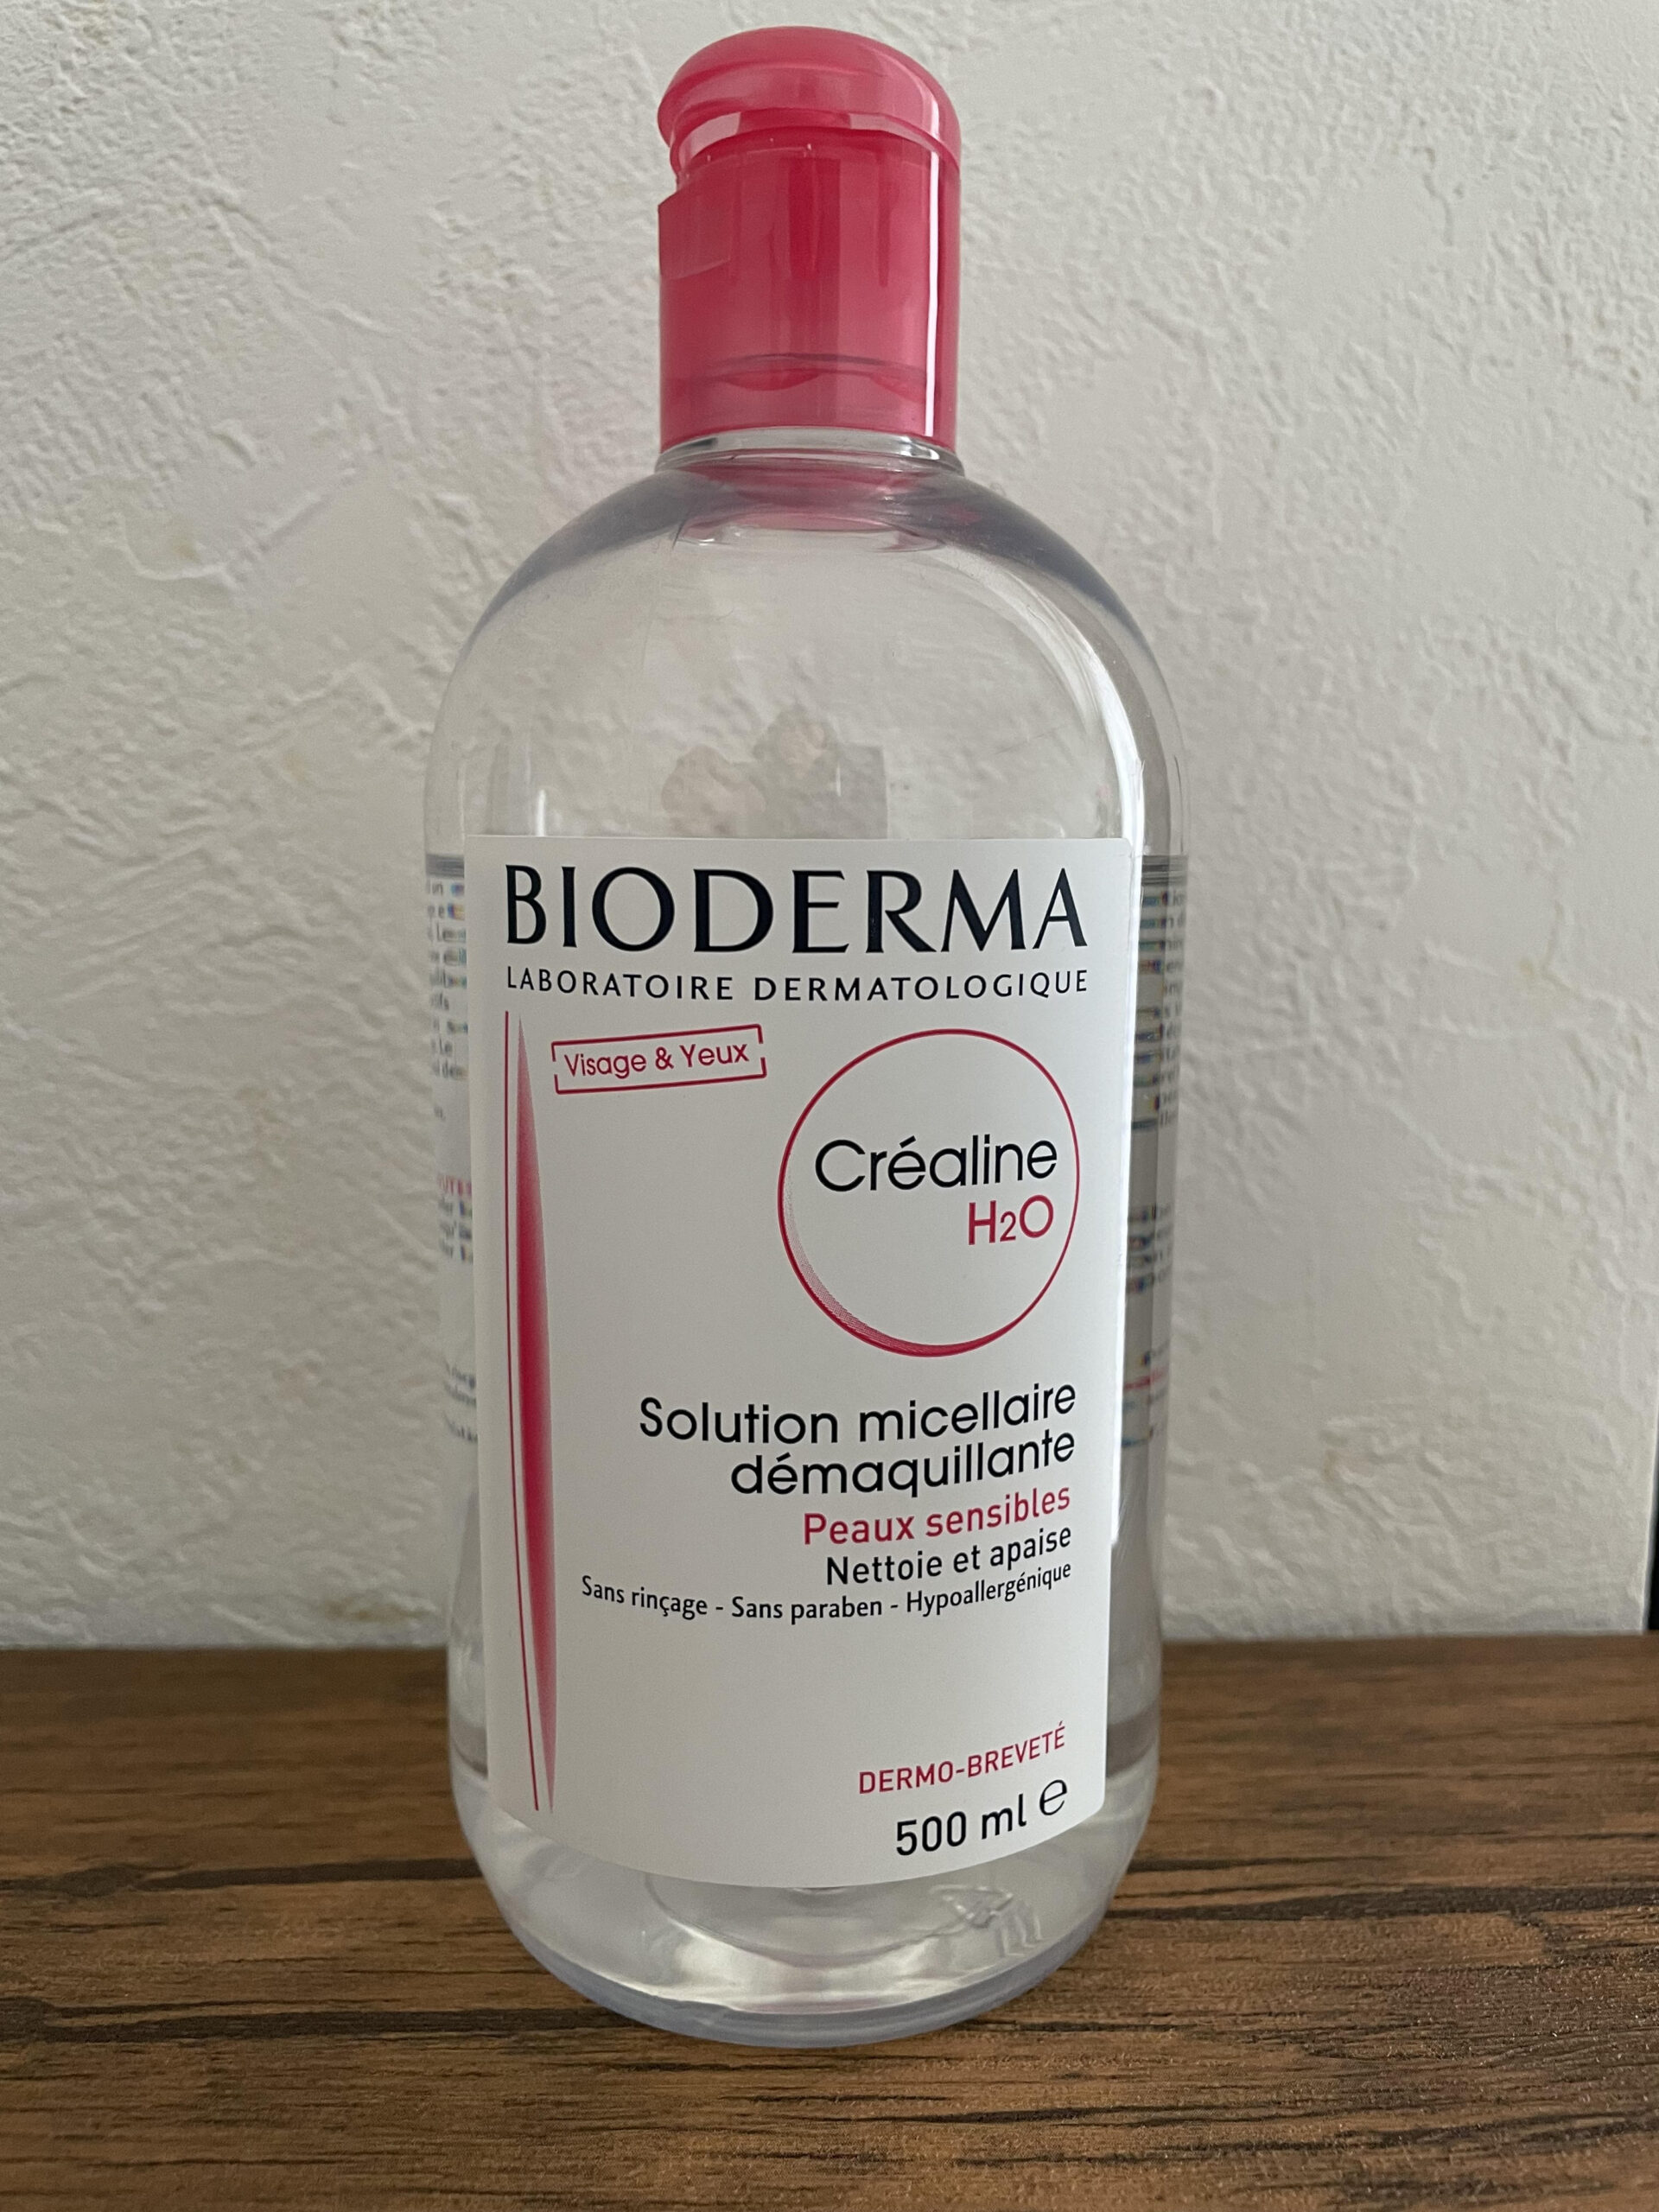 BIODERMA
LABORATOIRE DERMATOLOGIQUE
Visage & Yeux
Créaline
H2O
Solution micellaire
démaquillante
Peaux sensibles
Nettoie et apaise
Sans rinçage - Sans paraben - Hypoallergénique
DERMO-BREVETÉ
500 ml ℮